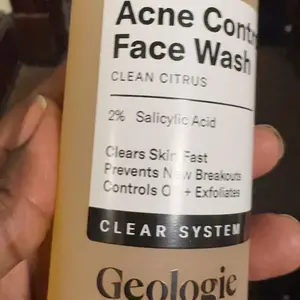 Acne Contr
Face Wash
CLEAN CITRUS
2% Salicylic Acid
Clears Skin Fast
Prevents New Breakouts
Controls Oil + Exfoliates
CLEAR SYSTEM
Geologie